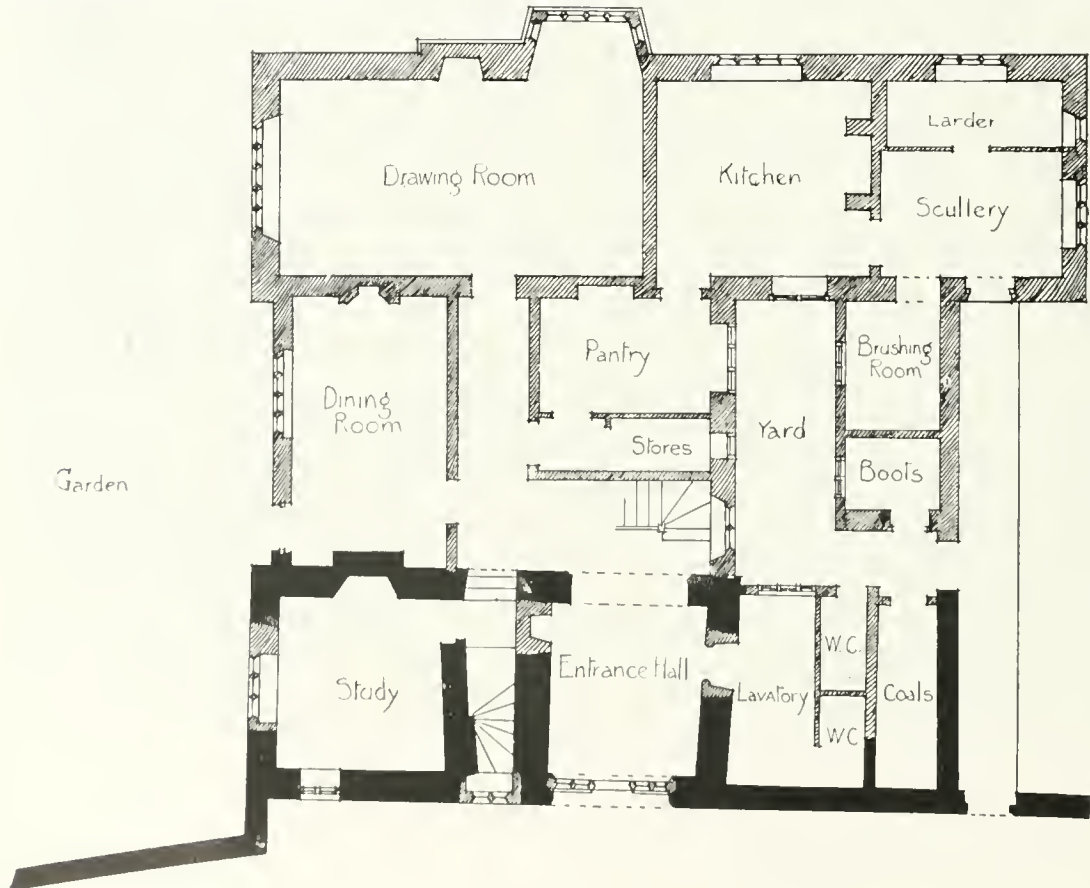 Drawing Room
Kitchen
Larder
Scullery
Dining
Room
Pantry
Stores
Yard
Brushing
Room
Boots
Garden
Study
Entrance Hall
Lavatory
W.C.
WC
Coals